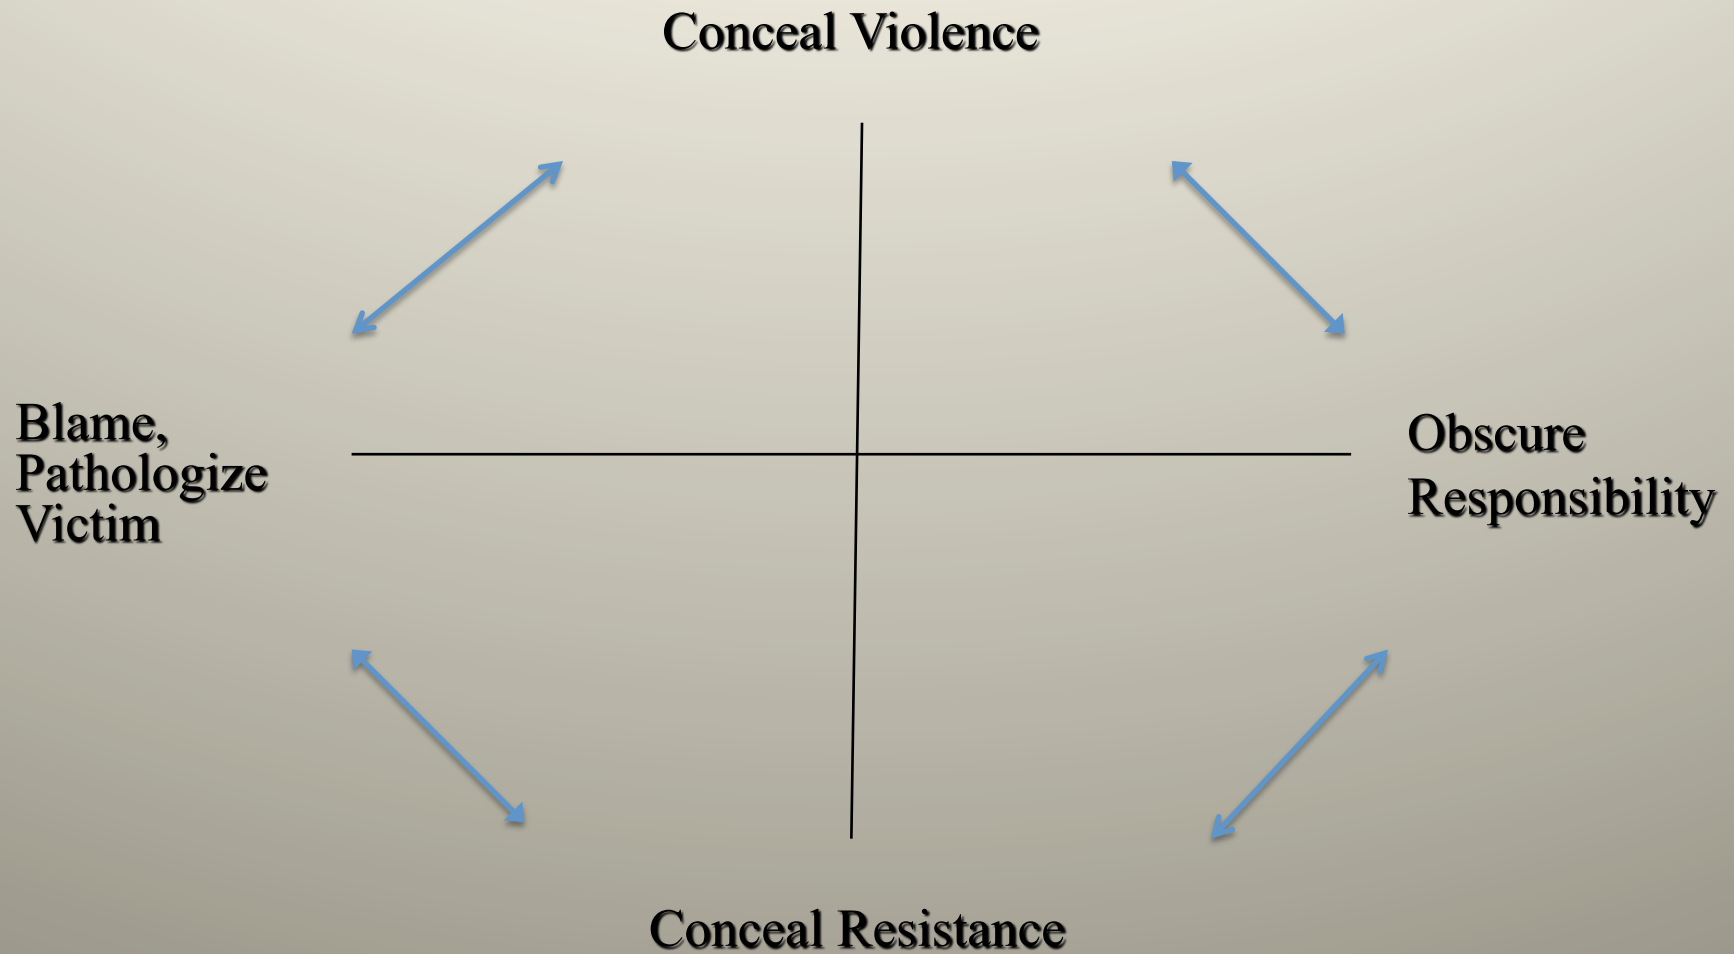 Conceal Violence
Blame,
Pathologize
Victim
Obscure
Responsibility
Conceal Resistance